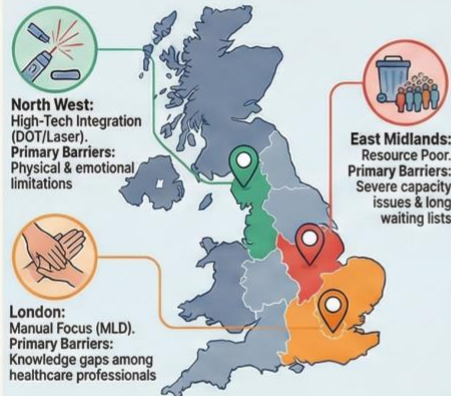 North West:
High-Tech Integration
(DOT/Laser).
Primary Barriers:
Physical & emotional
limitations
East Midlands:
Resource Poor.
Primary Barriers:
Severe capacity
issues & long
waiting lists
London:
Manual Focus (MLD).
Primary Barriers:
Knowledge gaps among
healthcare professionals